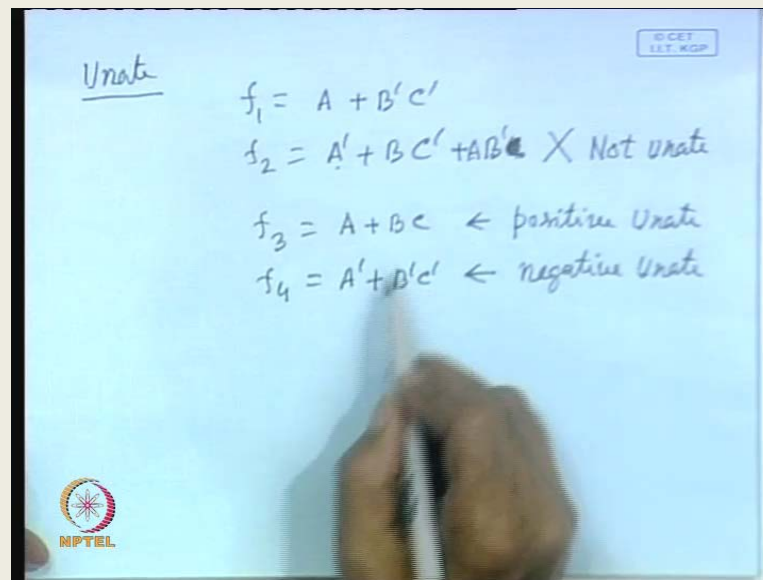 © CET
I.I.T. KGP
Unate
f₁ = A + B'C'
f₂ = A' + BC' + AB' X Not Unate
f₃ = A + BC ← positive Unate
f₄ = A' + B'C' ← negative Unate
NPTEL